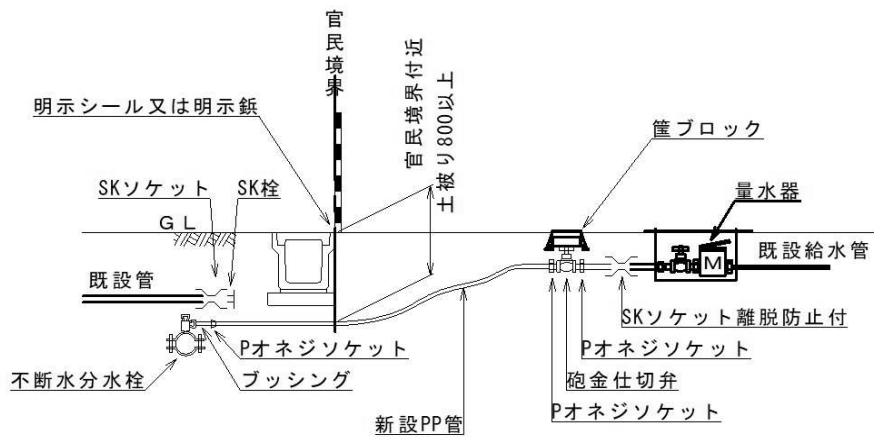 官民境界
明示シール又は明示鋲
官民境界付近
土被り800以上
筐ブロック
SKソケット
SK栓
量水器
GL
既設管
既設給水管
M
SKソケット離脱防止付
Pオネジソケット
Pオネジソケット
不断水分水栓
ブッシング
砲金仕切弁
Pオネジソケット
新設PP管